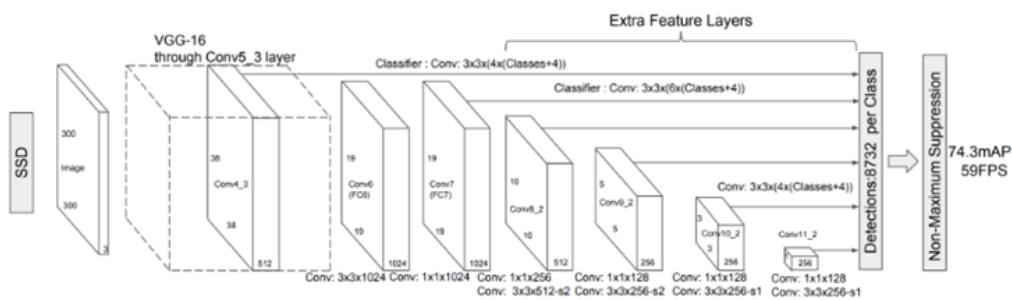 Extra Feature Layers
VGG-16
through Conv5_3 layer
Classifier : Conv: 3x3x(4x(Classes+4))
Classifier : Conv: 3x3x(6x(Classes+4))
SSD
300
Image
300
3
38
Conv4_3
38
512
19
Conv6
(FC6)
19
1024
19
Conv7
(FC7)
19
1024
10
Conv8_2
10
512
5
Conv9_2
5
256
Conv: 3x3x(4x(Classes+4))
3
Conv10_2
3
256
Conv11_2
256
Detections:8732 per Class
Non-Maximum Suppression
74.3mAP
59FPS
Conv: 3x3x1024
Conv: 1x1x1024
Conv: 1x1x256
Conv: 3x3x512-s2
Conv: 1x1x128
Conv: 3x3x256-s2
Conv: 1x1x128
Conv: 3x3x256-s1
Conv: 1x1x128
Conv: 3x3x256-s1